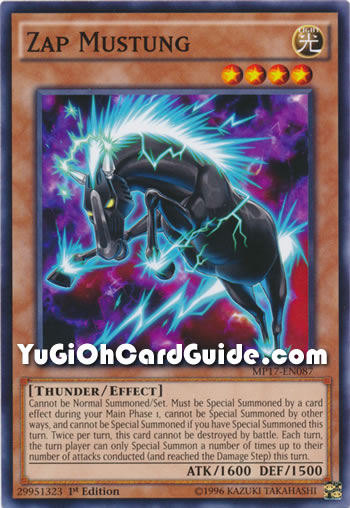 ZAP MUSTUNG
LIGHT
光
YuGiOhCardGuide.com
MP17-EN087
[THUNDER/EFFECT]
Cannot be Normal Summoned/Set. Must be Special Summoned by a card
effect during your Main Phase 1, cannot be Special Summoned by other
ways, and cannot be Special Summoned if you have Special Summoned this
turn. Twice per turn, this card cannot be destroyed by battle. Each turn,
the turn player can only Special Summon a number of times up to their
number of attacks conducted (and reached the Damage Step) this turn.
ATK/1600 DEF/1500
29951323 1st Edition ©1996 KAZUKI TAKAHASHI